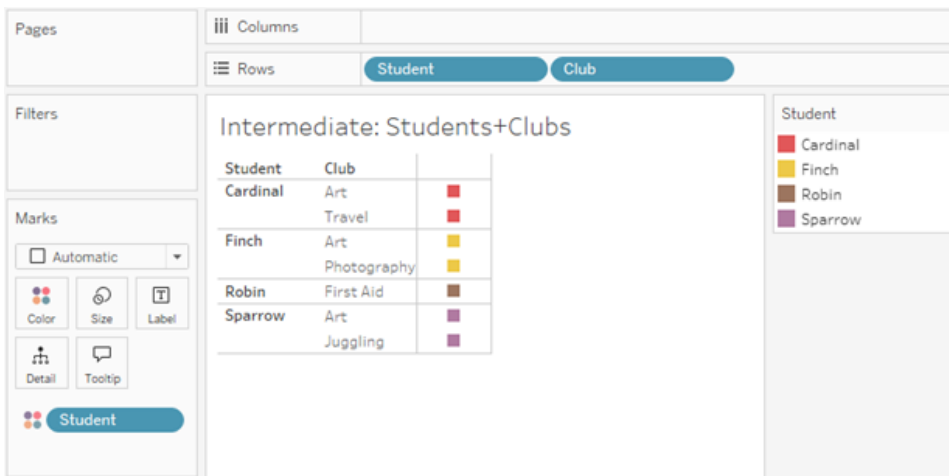 Pages
Columns
Rows
Student
Club
Filters
Intermediate: Students+Clubs
Student Club
Cardinal Art
Travel
Finch Art
Photography
Robin First Aid
Sparrow Art
Juggling
Student
Cardinal
Finch
Robin
Sparrow
Marks
Automatic
Color Size Label
Detail Tooltip
Student